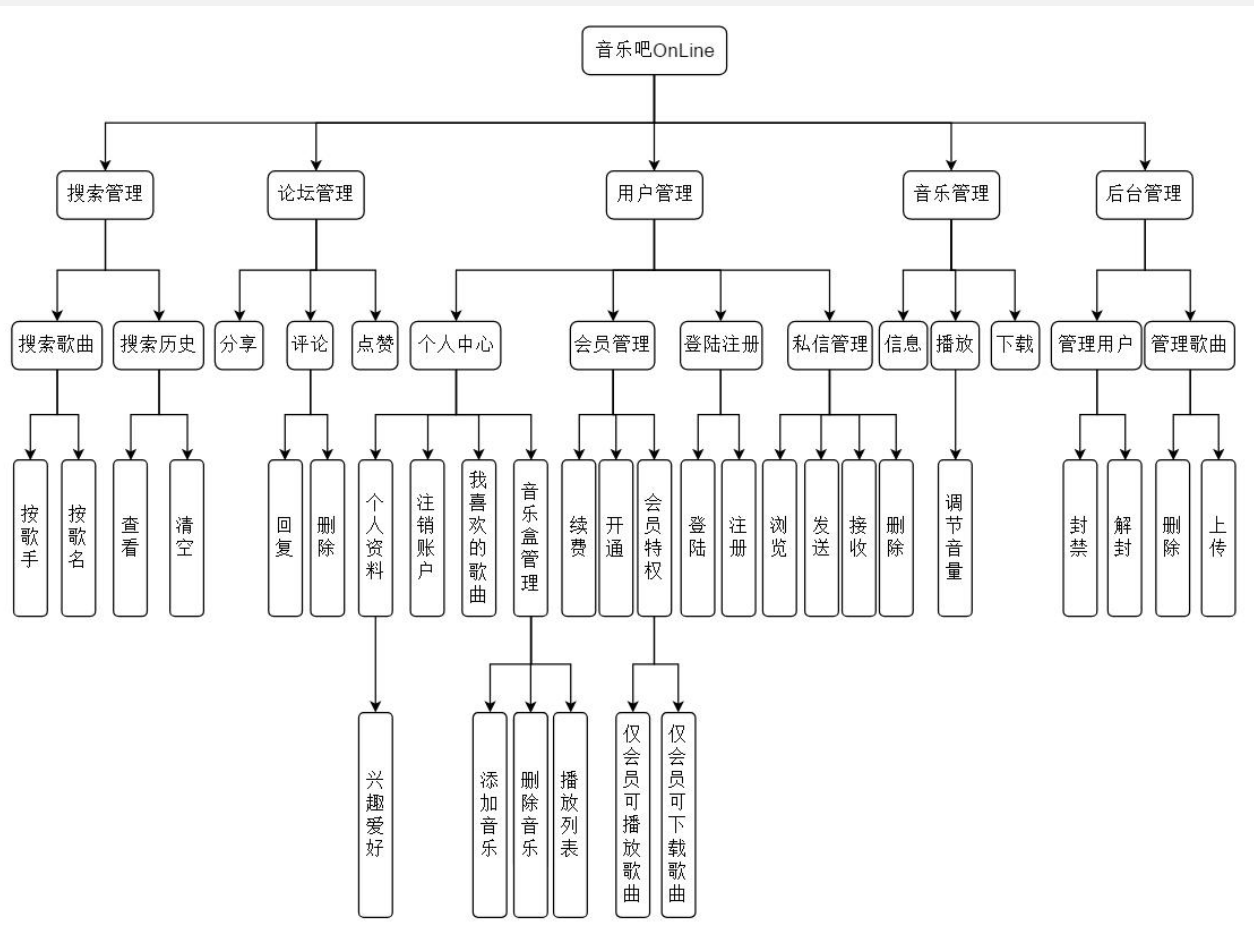 音乐吧OnLine
搜索管理
论坛管理
用户管理
音乐管理
后台管理
搜索歌曲
搜索历史
分享
评论
点赞
个人中心
会员管理
登陆注册
私信管理
信息
播放
下载
管理用户
管理歌曲
按歌手
按歌名
查看
清空
回复
删除
个人资料
注销账户
我喜欢的歌曲
音乐盒管理
续费
开通
会员特权
登陆
注册
浏览
发送
接收
删除
调节音量
封禁
解封
删除
上传
兴趣爱好
添加音乐
删除音乐
播放列表
仅会员可播放歌曲
仅会员可下载歌曲